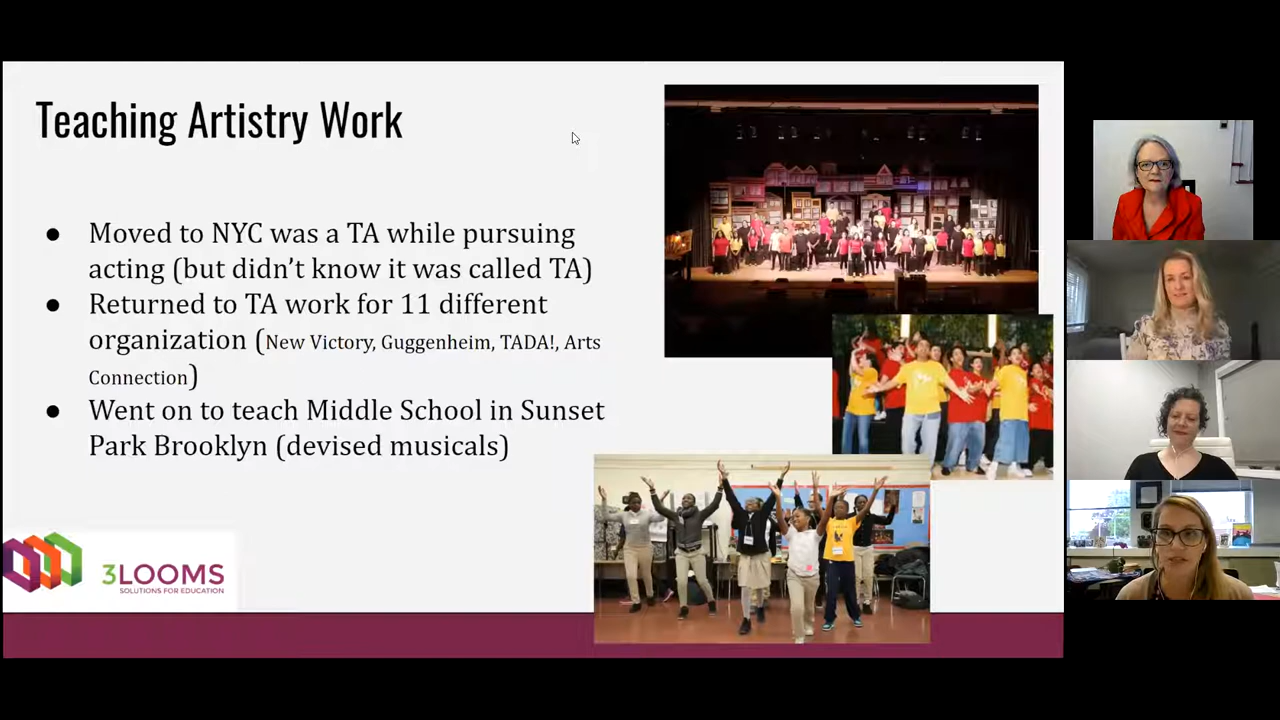 Teaching Artistry Work
● Moved to NYC was a TA while pursuing
acting (but didn't know it was called TA)
● Returned to TA work for 11 different
organization (New Victory, Guggenheim, TADA!, Arts
Connection)
● Went on to teach Middle School in Sunset
Park Brooklyn (devised musicals)
3LOOMS
SOLUTIONS FOR EDUCATION